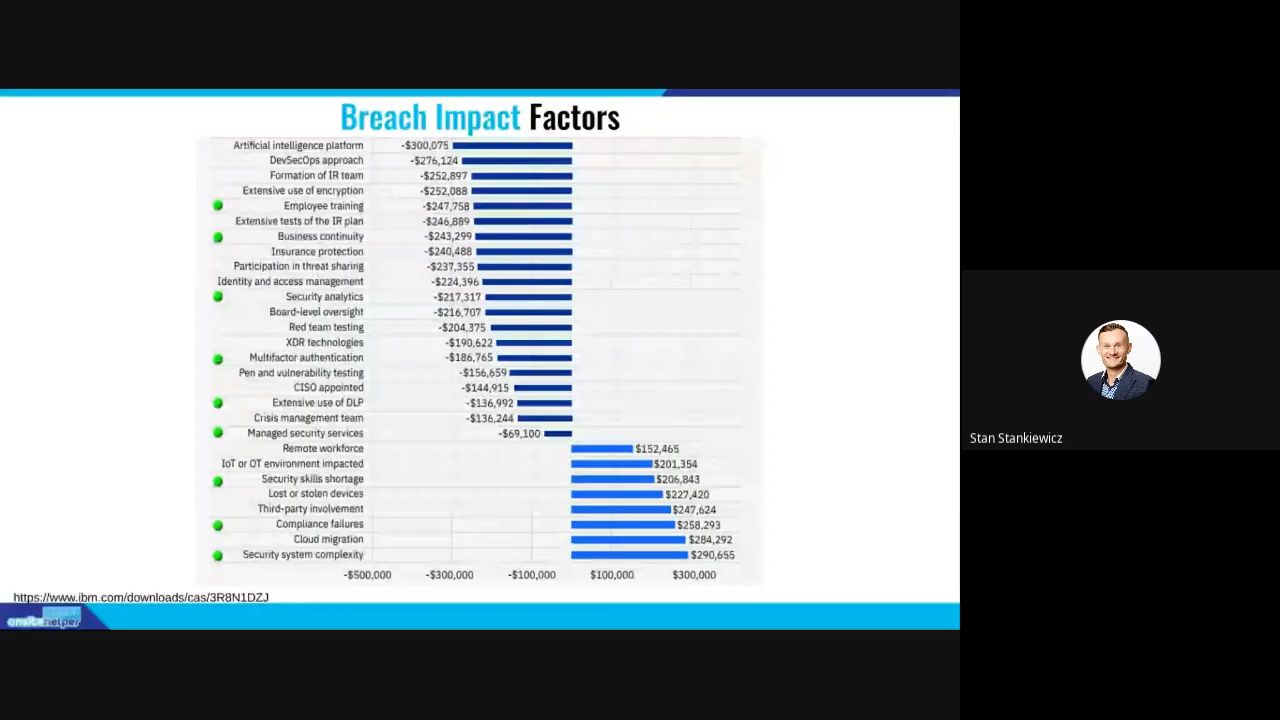 Breach Impact Factors
Artificial intelligence platform -$300,075
DevSecOps approach -$276,124
Formation of IR team -$252,897
Extensive use of encryption -$252,088
Employee training -$247,758
Extensive tests of the IR plan -$246,889
Business continuity -$243,299
Insurance protection -$240,488
Participation in threat sharing -$237,355
Identity and access management -$224,396
Security analytics -$217,317
Board-level oversight -$216,707
Red team testing -$204,375
XDR technologies -$190,622
Multifactor authentication -$186,765
Pen and vulnerability testing -$156,659
CISO appointed -$144,915
Extensive use of DLP -$136,992
Crisis management team -$136,244
Managed security services -$69,100
Remote workforce $152,465
IoT or OT environment impacted $201,354
Security skills shortage $206,843
Lost or stolen devices $227,420
Third-party involvement $247,624
Compliance failures $258,293
Cloud migration $284,292
Security system complexity $290,655
-$500,000 -$300,000 -$100,000 $100,000 $300,000
https://www.ibm.com/downloads/cas/3R8N1DZJ
onsitehelper
Stan Stankiewicz